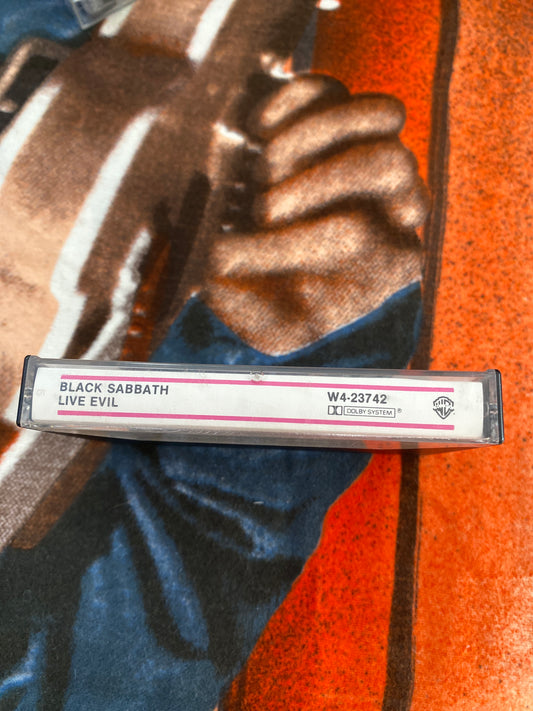 BLACK SABBATH
LIVE EVIL
W4-23742
DOLBY SYSTEM®